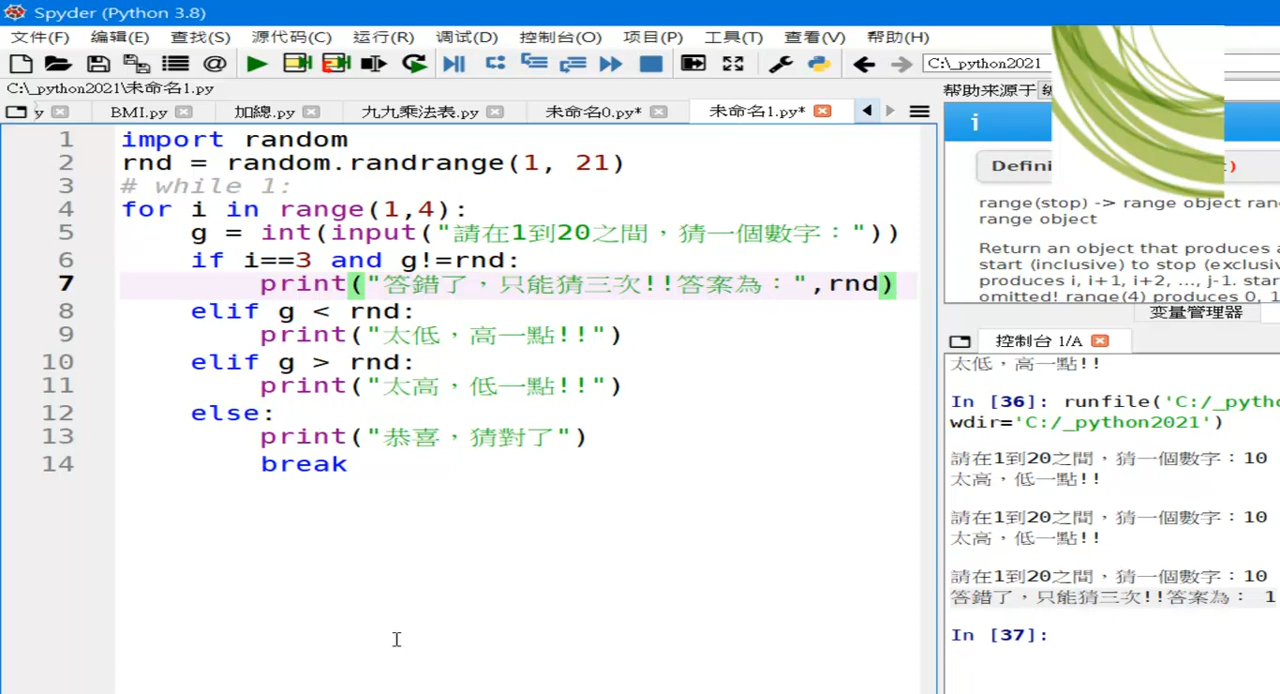 Spyder (Python 3.8)
文件(F) 编辑(E) 查找(S) 源代码(C) 运行(R) 调试(D) 控制台(O) 项目(P) 工具(T) 查看(V) 帮助(H)
C:\_python2021
C:\_python2021\未命名1.py
帮助来源于
y BMI.py 加總.py 九九乘法表.py 未命名0.py* 未命名1.py*
1 import random
2 rnd = random.randrange(1, 21)
3 # while 1:
4 for i in range(1,4):
5 g = int(input("請在1到20之間，猜一個數字："))
6 if i==3 and g!=rnd:
7 print("答錯了，只能猜三次!!答案為：",rnd)
8 elif g < rnd:
9 print("太低，高一點!!")
10 elif g > rnd:
11 print("太高，低一點!!")
12 else:
13 print("恭喜，猜對了")
14 break
i
Defini
range(stop) -> range object ran
range object
Return an object that produces a
start (inclusive) to stop (exclusiv
produces i, i+1, i+2, ..., j-1. star
omitted! range(4) produces 0, 1
变量管理器
控制台 1/A
太低，高一點!!
In [36]: runfile('C:/_pytho
wdir='C:/_python2021')
請在1到20之間，猜一個數字：10
太高，低一點!!
請在1到20之間，猜一個數字：10
太高，低一點!!
請在1到20之間，猜一個數字：10
答錯了，只能猜三次!!答案為： 1
In [37]: